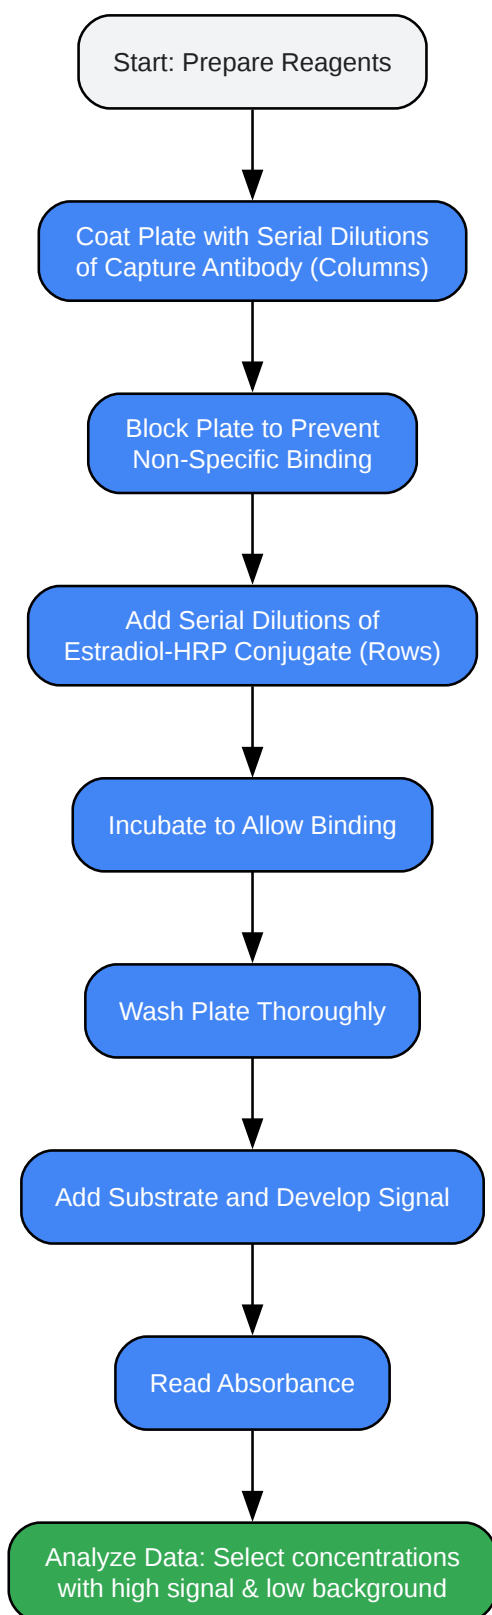 Start: Prepare Reagents
Coat Plate with Serial Dilutions
of Capture Antibody (Columns)
Block Plate to Prevent
Non-Specific Binding
Add Serial Dilutions of
Estradiol-HRP Conjugate (Rows)
Incubate to Allow Binding
Wash Plate Thoroughly
Add Substrate and Develop Signal
Read Absorbance
Analyze Data: Select concentrations
with high signal & low background